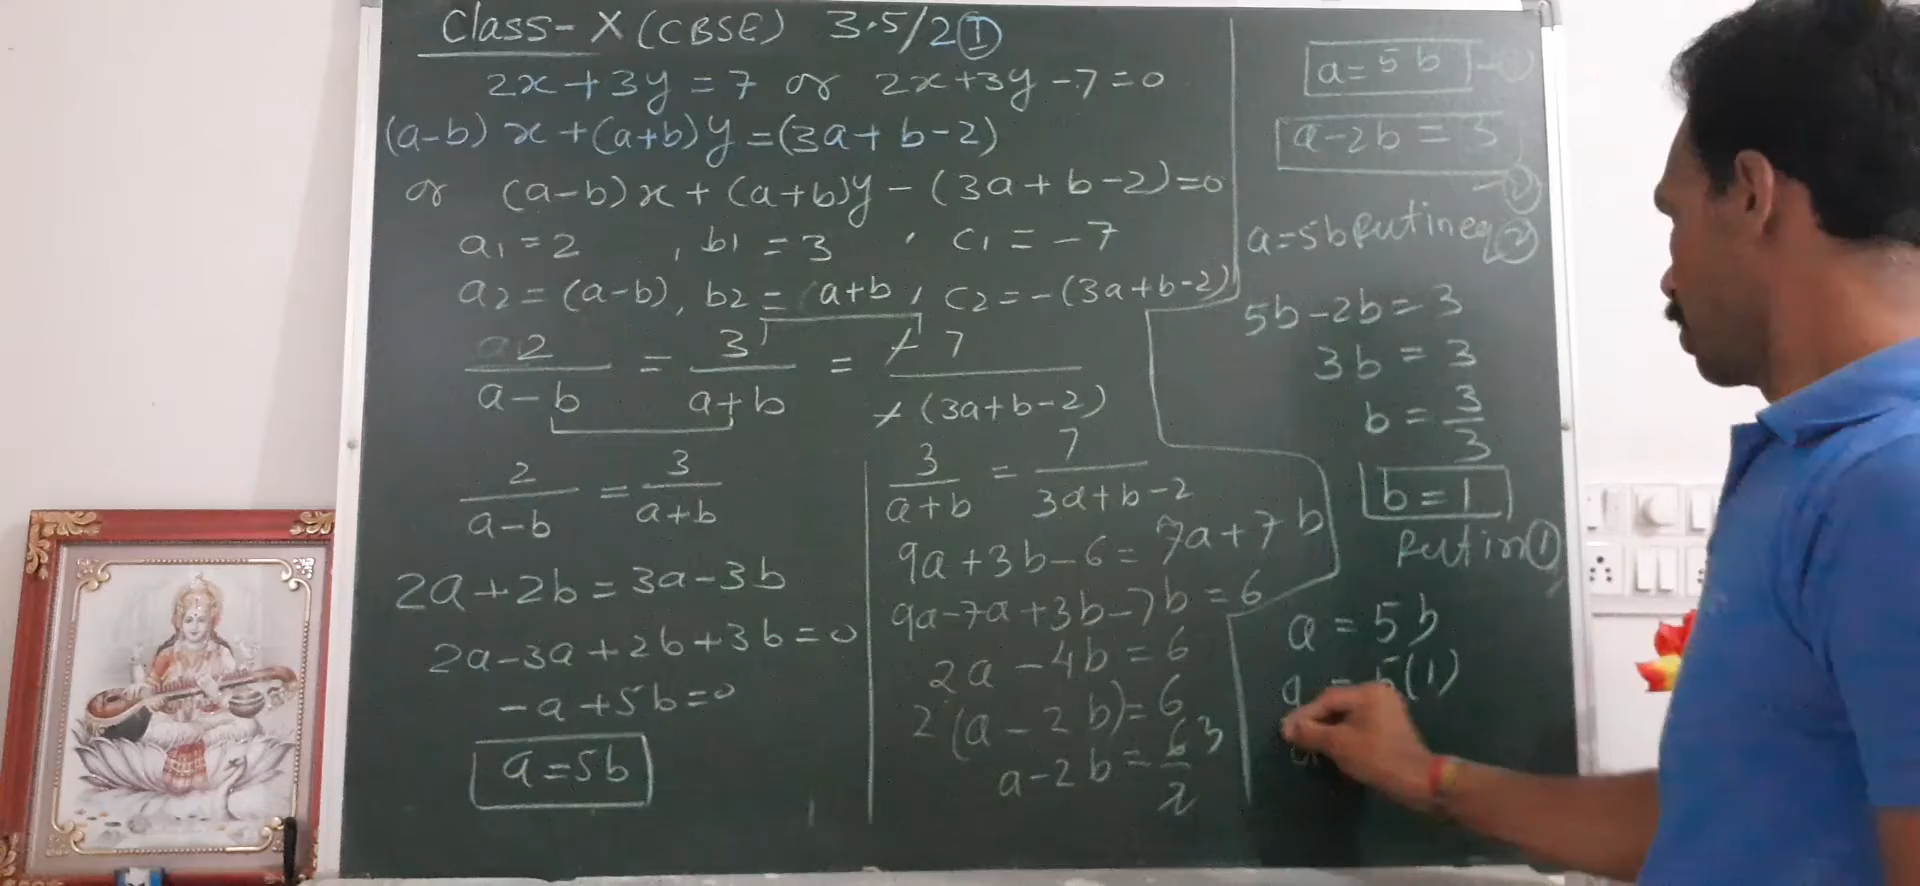 Class-X (CBSE) 3.5/2 (I)
2x+3y=7 or 2x+3y-7=0
(a-b)x+(a+b)y=(3a+b-2)
or (a-b)x+(a+b)y-(3a+b-2)=0
a1=2, b1=3, c1=-7
a2=(a-b), b2=(a+b, c2=-(3a+b-2)
2/(a-b) = 3/(a+b) = -7/-(3a+b-2)
2/(a-b) = 3/(a+b)
2a+2b=3a-3b
2a-3a+2b+3b=0
-a+5b=0
a=5b
3/(a+b) = 7/(3a+b-2)
9a+3b-6=7a+7b
9a-7a+3b-7b=6
2a-4b=6
2(a-2b)=6
a-2b=6/2 3
a=5b -(1)
a-2b=3
-(2)
a=5b Put in eq (2)
5b-2b=3
3b=3
b=3/3
b=1
Put in (1)
a=5b
a=5(1)